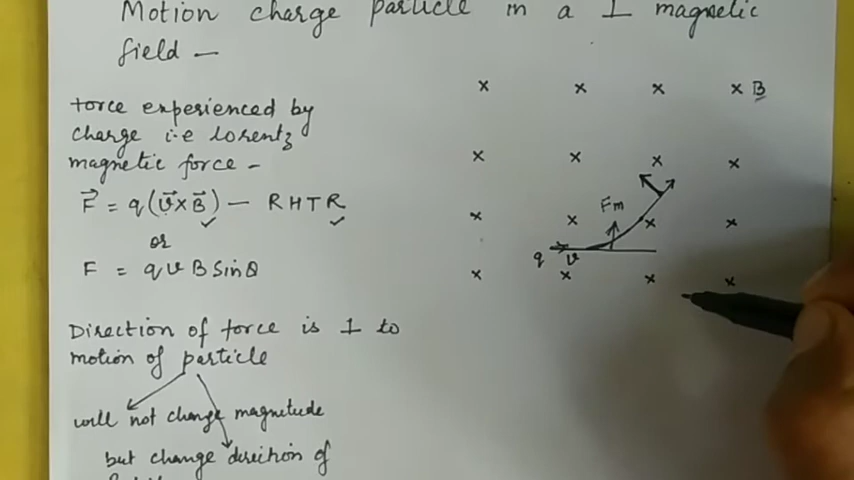 Motion charge particle in a ⊥ magnetic
field —
Force experienced by
charge i.e lorentz
magnetic force -
F⃗ = q(v⃗×B⃗) — RHTR
or
F = qvB Sinθ
Direction of force is ⊥ to
motion of particle
will not change magnitude
but change direction of
× × × × B
× × × ×
Fm
× × × ×
q v
× × × ×